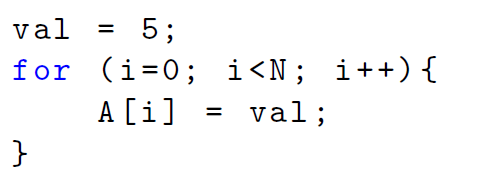 val = 5;
for (i=0; i<N; i++){
    A[i] = val;
}